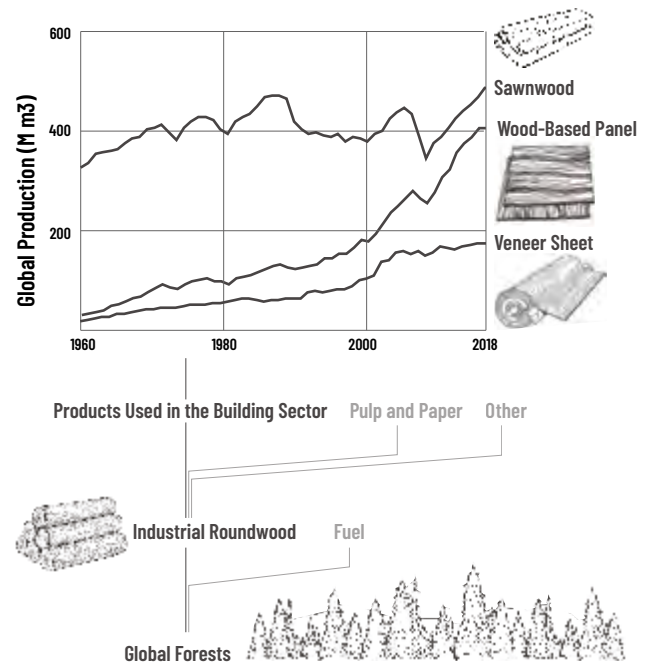 600
Sawnwood
Global Production (M m3)
400
Wood-Based Panel
200
Veneer Sheet
1960
1980
2000
2018
Products Used in the Building Sector
Pulp and Paper
Other
Industrial Roundwood
Fuel
Global Forests